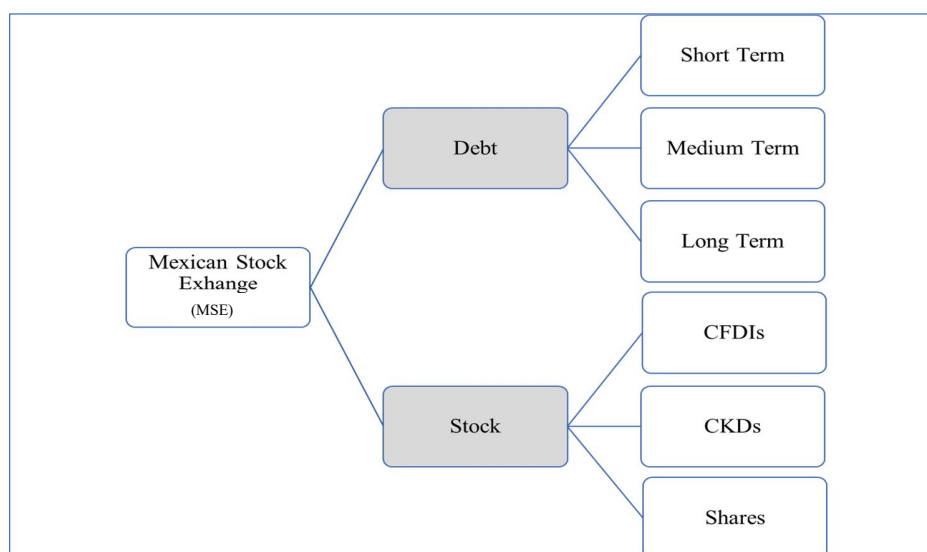 Short Term
Debt
Medium Term
Long Term
Mexican Stock
Exhange
(MSE)
CFDIs
Stock
CKDs
Shares